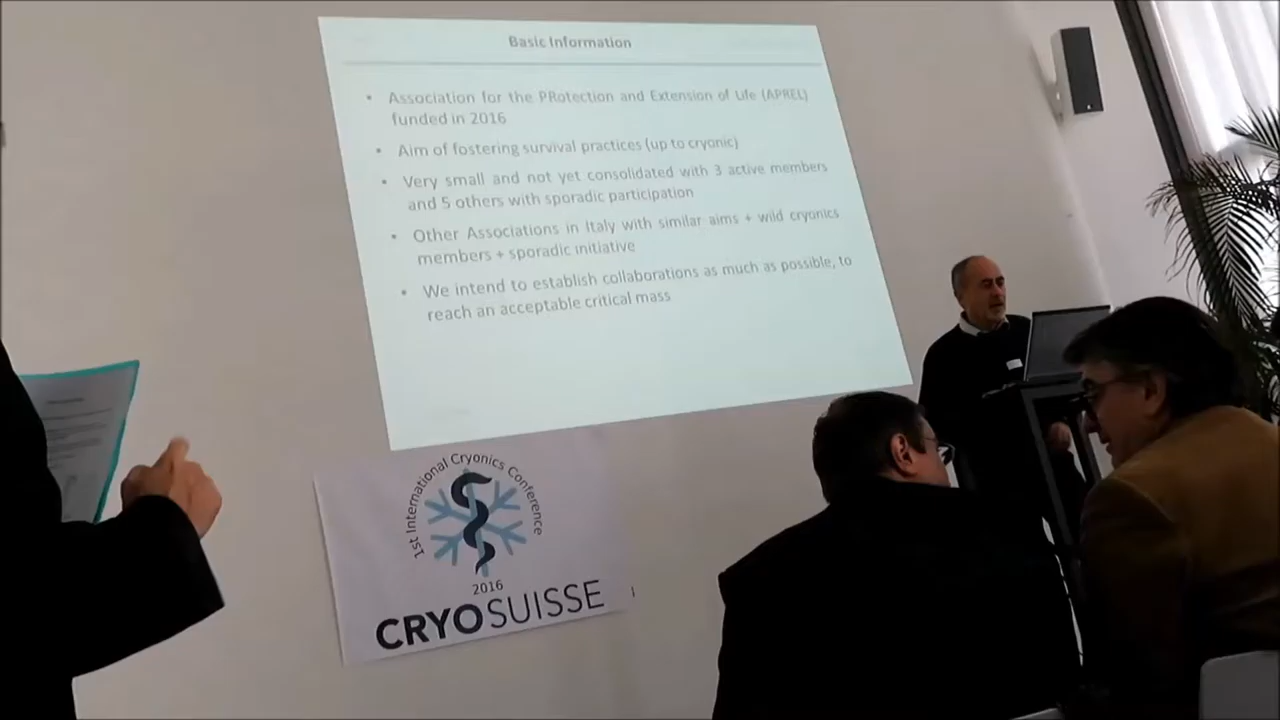 Basic Information
• Association for the PRotection and Extension of Life (APREL)
funded in 2016
• Aim of fostering survival practices (up to cryonic)
• Very small and not yet consolidated with 3 active members
and 5 others with sporadic participation
• Other Associations in Italy with similar aims + wild cryonics
members + sporadic initiative
• We intend to establish collaborations as much as possible, to
reach an acceptable critical mass
1st International Cryonics Conference
2016
CRYOSUISSE